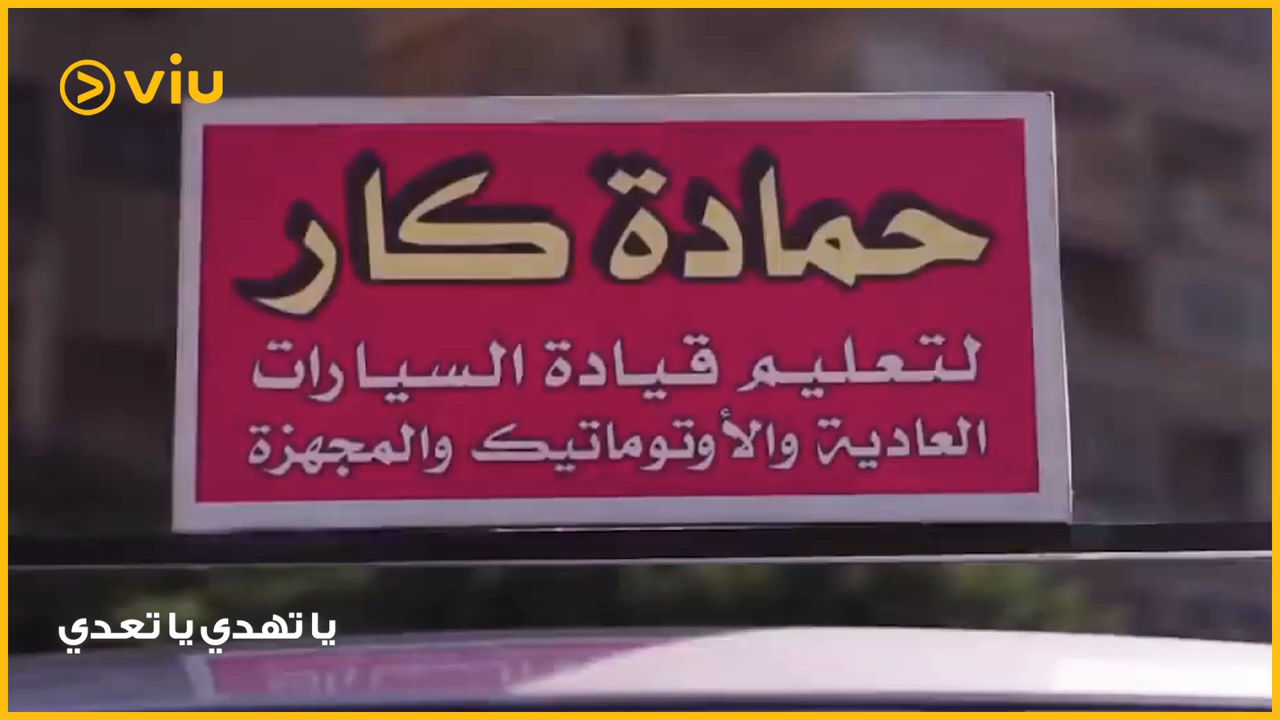 viu
حمادة كار
لتعليم قيادة السيارات
العادية والأوتوماتيك والمجهزة
يا تهدي يا تعدي